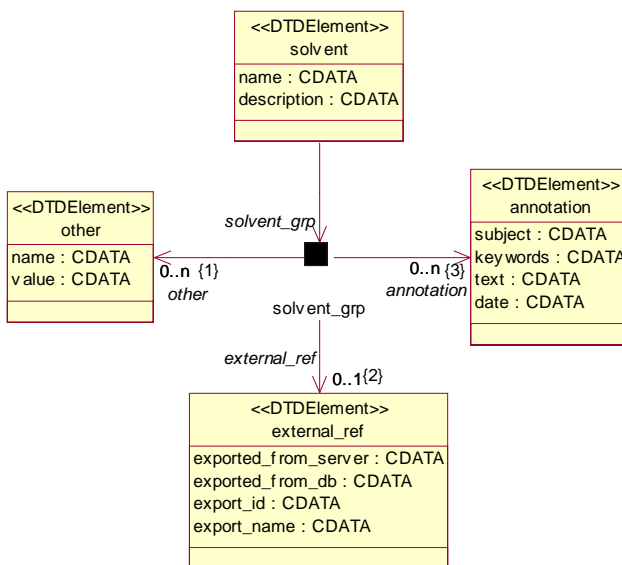 <<DTDElement>>
solvent
name : CDATA
description : CDATA
solvent_grp
<<DTDElement>>
other
name : CDATA
value : CDATA
<<DTDElement>>
annotation
subject : CDATA
keywords : CDATA
text : CDATA
date : CDATA
0..n {1}
other
0..n {3}
annotation
solvent_grp
external_ref
0..1 {2}
<<DTDElement>>
external_ref
exported_from_server : CDATA
exported_from_db : CDATA
export_id : CDATA
export_name : CDATA